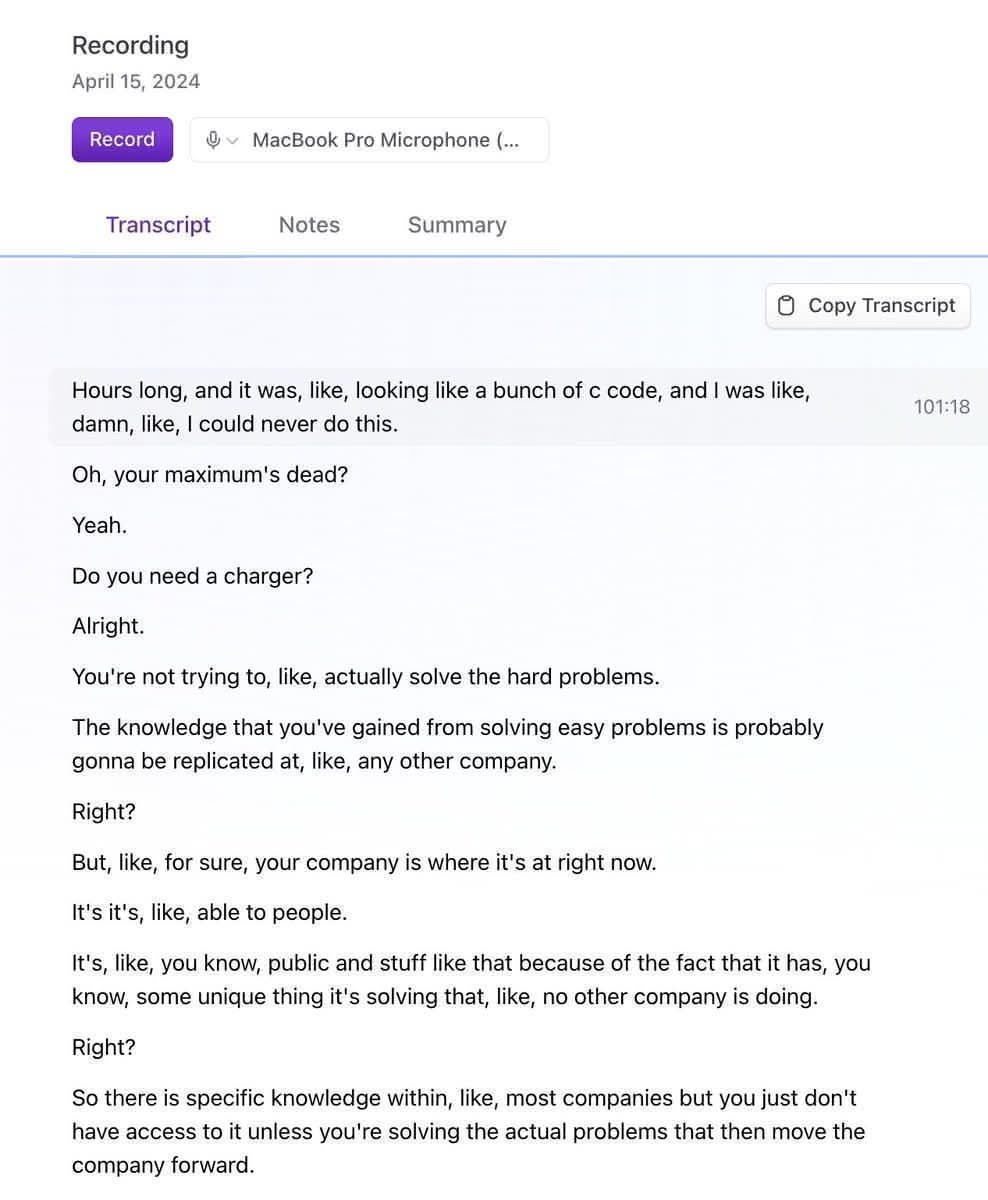 Recording
April 15, 2024
Record
MacBook Pro Microphone (...
Transcript Notes Summary
Copy Transcript
Hours long, and it was, like, looking like a bunch of c code, and I was like,
101:18
damn, like, I could never do this.
Oh, your maximum's dead?
Yeah.
Do you need a charger?
Alright.
You're not trying to, like, actually solve the hard problems.
The knowledge that you've gained from solving easy problems is probably
gonna be replicated at, like, any other company.
Right?
But, like, for sure, your company is where it's at right now.
It's it's, like, able to people.
It's, like, you know, public and stuff like that because of the fact that it has, you
know, some unique thing it's solving that, like, no other company is doing.
Right?
So there is specific knowledge within, like, most companies but you just don't
have access to it unless you're solving the actual problems that then move the
company forward.